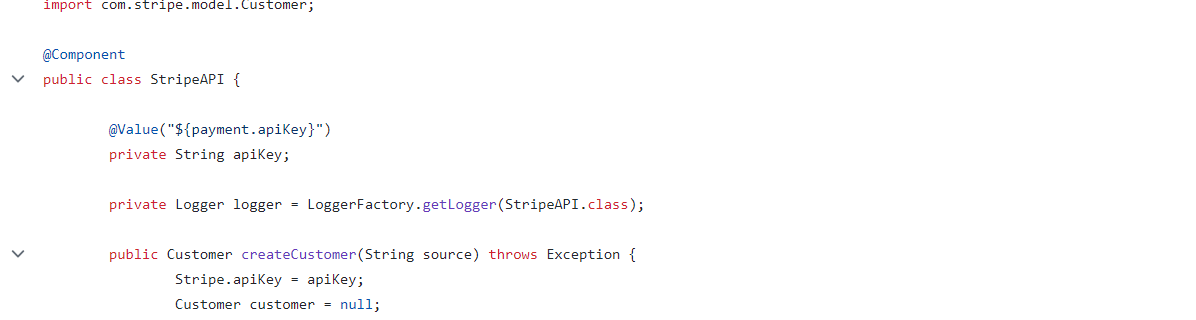 import com.stripe.model.Customer;
@Component
public class StripeAPI {
@Value("${payment.apiKey}")
private String apiKey;
private Logger logger = LoggerFactory.getLogger(StripeAPI.class);
public Customer createCustomer(String source) throws Exception {
Stripe.apiKey = apiKey;
Customer customer = null;